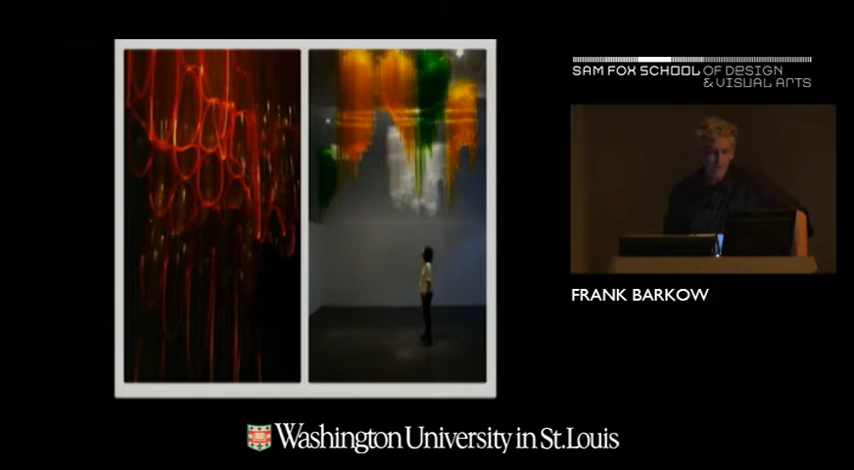 SAM FOX SCHOOL OF DESIGN
& VISUAL ARTS
FRANK BARKOW
Washington University in St. Louis